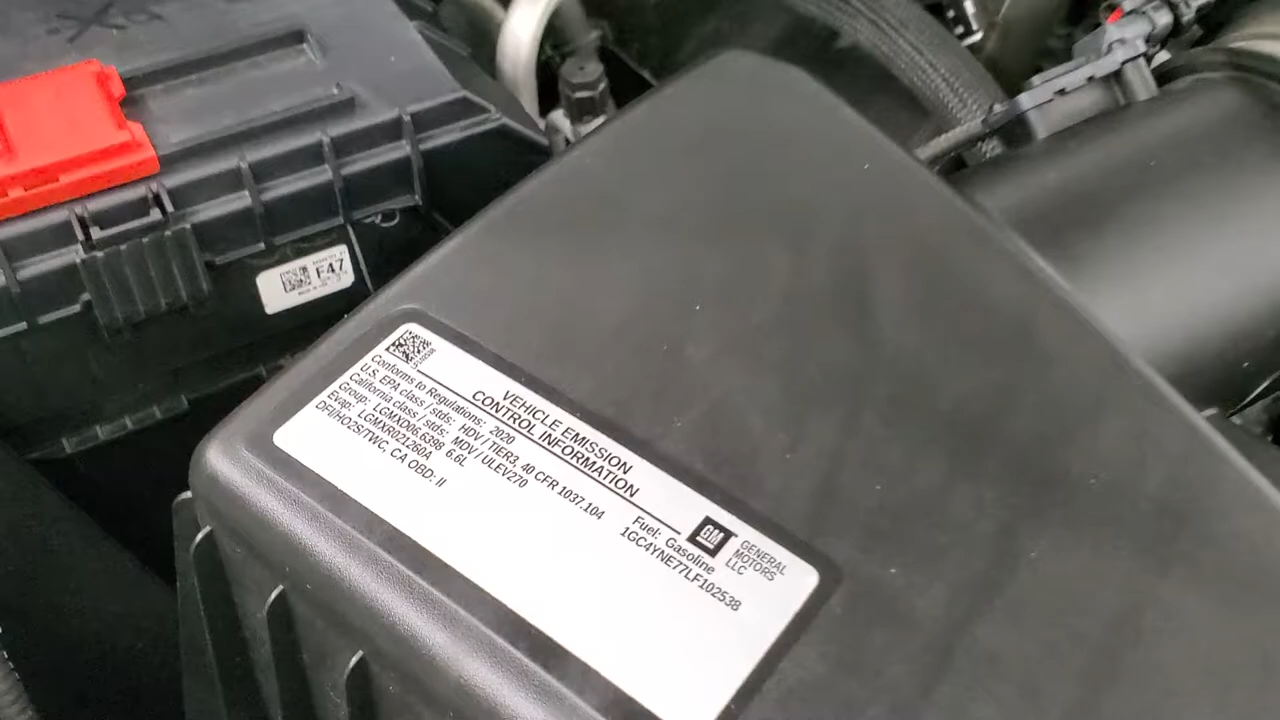 F47
VEHICLE EMISSION
CONTROL INFORMATION
GM
GENERAL
MOTORS
LLC
Conforms to Regulations: 2020
U.S. EPA class / stds: HDV / TIER3, 40 CFR 1037.104
California class / stds: MDV / ULEV270
Group: LGMXD06.6398 6.6L
Evap: LGMXR021260A
DFI/HO2S/TWC, CA OBD: II
Fuel: Gasoline
1GC4YNE77LF102538